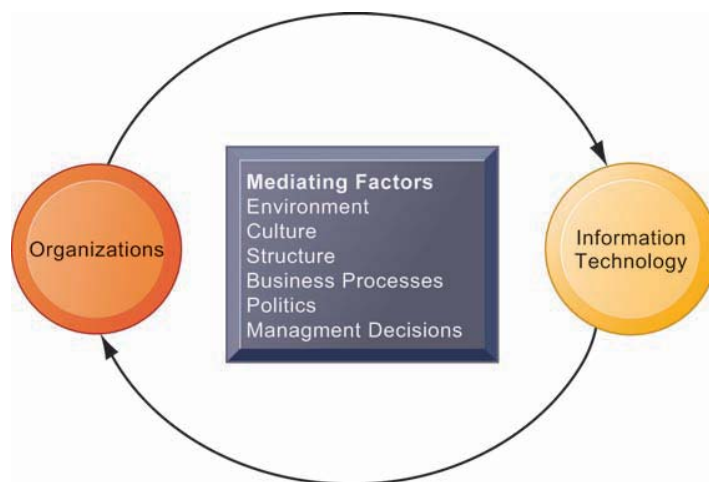 Organizations
Mediating Factors
Environment
Culture
Structure
Business Processes
Politics
Managment Decisions
Information
Technology